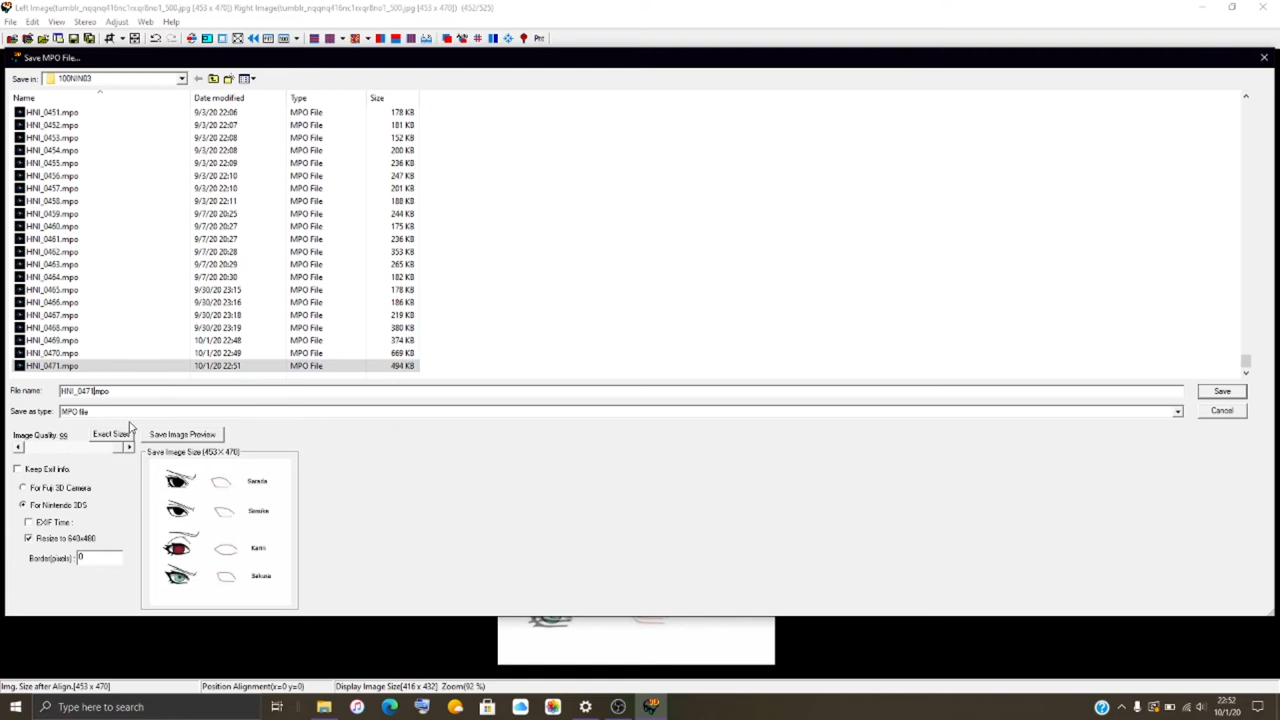 Left Image(tumblr_nqqnq416nc1rxqr8no1_500.jpg [453 x 470]) Right Image(tumblr_nqqnq416nc1rxqr8no1_500.jpg [453 x 470]) (452/525)
File Edit View Stereo Adjust Web Help
Pre
Save MPO File...
Save in: 100NIN03
Name Date modified Type Size
HNI_0451.mpo 9/3/20 22:06 MPO File 178 KB
HNI_0452.mpo 9/3/20 22:07 MPO File 181 KB
HNI_0453.mpo 9/3/20 22:08 MPO File 152 KB
HNI_0454.mpo 9/3/20 22:08 MPO File 200 KB
HNI_0455.mpo 9/3/20 22:09 MPO File 236 KB
HNI_0456.mpo 9/3/20 22:10 MPO File 247 KB
HNI_0457.mpo 9/3/20 22:10 MPO File 201 KB
HNI_0458.mpo 9/3/20 22:11 MPO File 188 KB
HNI_0459.mpo 9/7/20 20:25 MPO File 244 KB
HNI_0460.mpo 9/7/20 20:27 MPO File 175 KB
HNI_0461.mpo 9/7/20 20:27 MPO File 236 KB
HNI_0462.mpo 9/7/20 20:28 MPO File 353 KB
HNI_0463.mpo 9/7/20 20:29 MPO File 265 KB
HNI_0464.mpo 9/7/20 20:30 MPO File 182 KB
HNI_0465.mpo 9/30/20 23:15 MPO File 178 KB
HNI_0466.mpo 9/30/20 23:16 MPO File 186 KB
HNI_0467.mpo 9/30/20 23:18 MPO File 219 KB
HNI_0468.mpo 9/30/20 23:19 MPO File 380 KB
HNI_0469.mpo 10/1/20 22:48 MPO File 374 KB
HNI_0470.mpo 10/1/20 22:49 MPO File 669 KB
HNI_0471.mpo 10/1/20 22:51 MPO File 494 KB
File name: HNI_0471.mpo Save
Save as type: MPO file Cancel
Image Quality: 99 Exact Size Save Image Preview
Save Image Size (453×470)
Keep Exif info.
Sarada
For Fuji 3D Camera
For Nintendo 3DS
Sasuke
EXIF Time :
Resize to 640x480
Karin
Border(pixels) : 0
Sakura
Img. Size after Align.[453 x 470] Position Alignment(x=0 y=0) Display Image Size[416 x 432] Zoom(92 %)
Type here to search
22:52
10/1/20